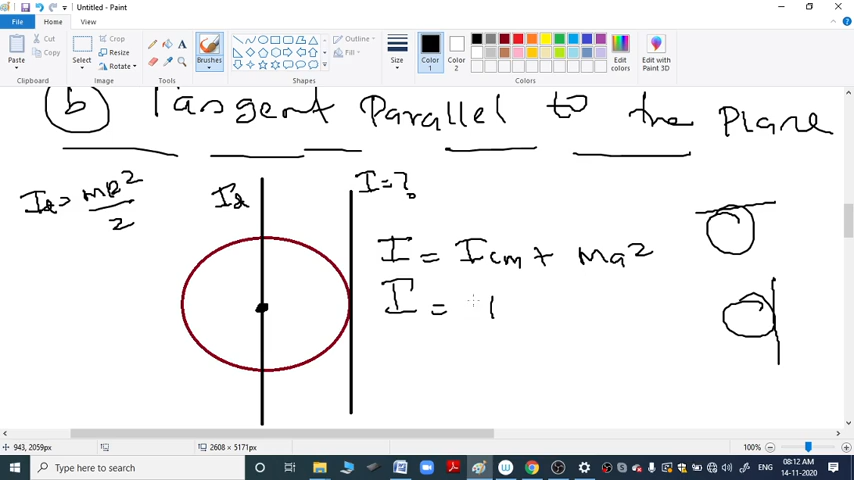 Untitled - Paint
File
Home
View
Paste
Cut
Copy
Clipboard
Select
Crop
Resize
Rotate
Image
Tools
Brushes
Shapes
Outline
Fill
Size
Color 1
Color 2
Colors
Edit colors
Edit with Paint 3D
(b) Tangent Parallel to the Plane
Id = MR²/2
Id
I = ?
I = Icm + Ma²
I =
943, 2059px
2608 × 5171px
100%
Type here to search
ENG
08:12 AM
14-11-2020